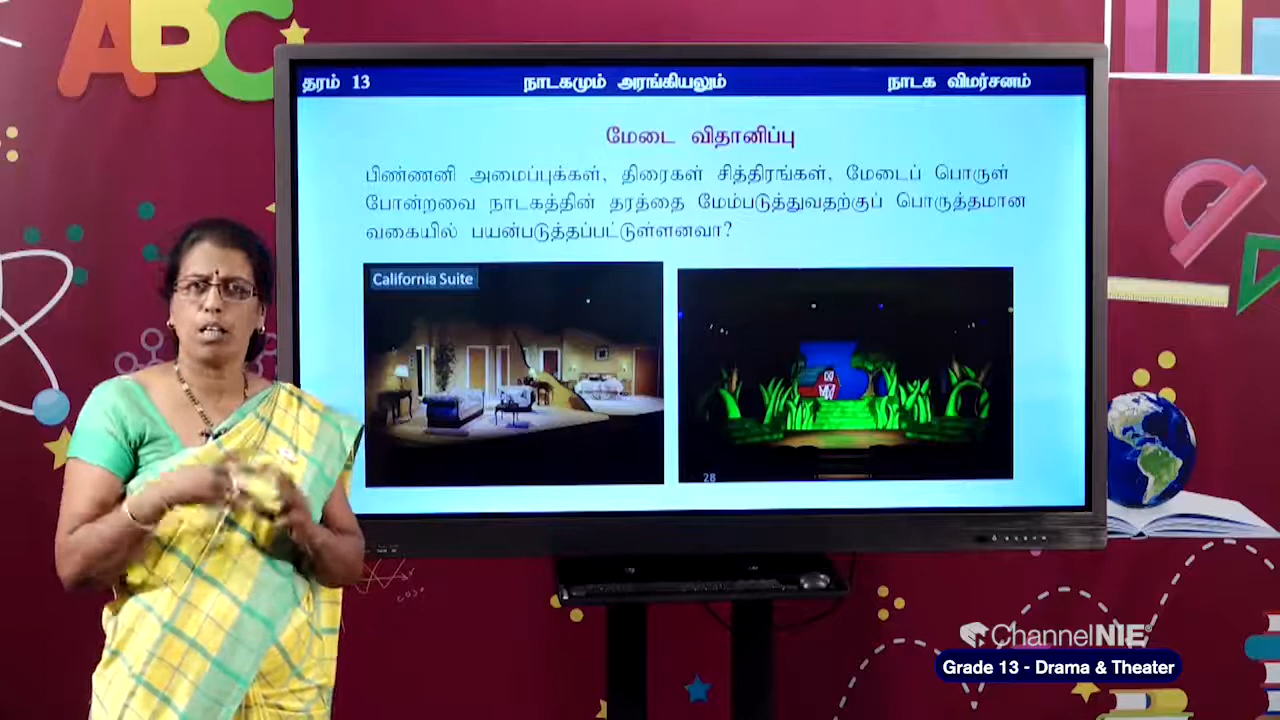 ABC
தரம் 13 நாடகமும் அரங்கியலும் நாடக விமர்சனம்
மேடை விதானிப்பு
பிண்ணனி அமைப்புக்கள், திரைகள் சித்திரங்கள், மேடைப் பொருள்
போன்றவை நாடகத்தின் தரத்தை மேம்படுத்துவதற்குப் பொருத்தமான
வகையில் பயன்படுத்தப்பட்டுள்ளனவா?
California Suite
28
ChannelNIE
Grade 13 - Drama & Theater